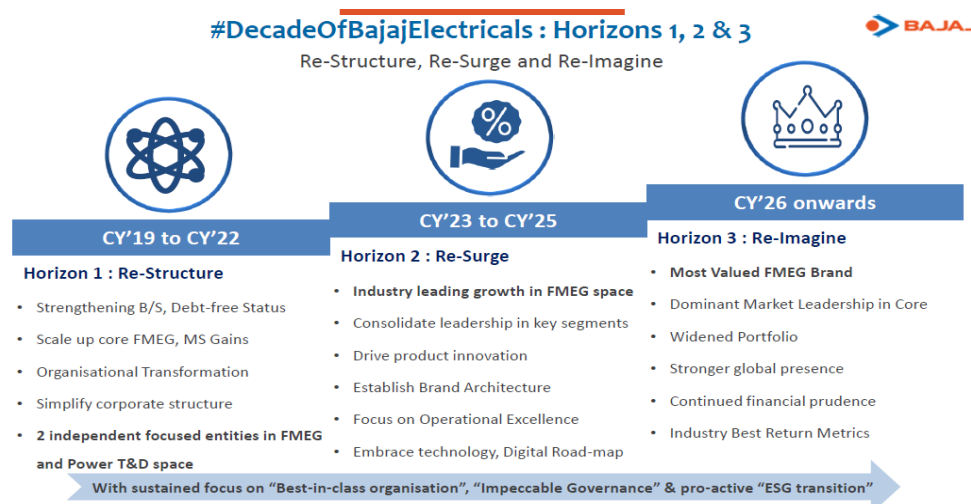 #DecadeOfBajajElectricals : Horizons 1, 2 & 3
BAJAJ
Re-Structure, Re-Surge and Re-Imagine
%
CY'19 to CY'22
Horizon 1 : Re-Structure
• Strengthening B/S, Debt-free Status
• Scale up core FMEG, MS Gains
• Organisational Transformation
• Simplify corporate structure
• 2 independent focused entities in FMEG
and Power T&D space
CY'23 to CY'25
Horizon 2 : Re-Surge
• Industry leading growth in FMEG space
• Consolidate leadership in key segments
• Drive product innovation
• Establish Brand Architecture
• Focus on Operational Excellence
• Embrace technology, Digital Road-map
CY'26 onwards
Horizon 3 : Re-Imagine
• Most Valued FMEG Brand
• Dominant Market Leadership in Core
• Widened Portfolio
• Stronger global presence
• Continued financial prudence
• Industry Best Return Metrics
With sustained focus on "Best-in-class organisation", "Impeccable Governance" & pro-active "ESG transition"